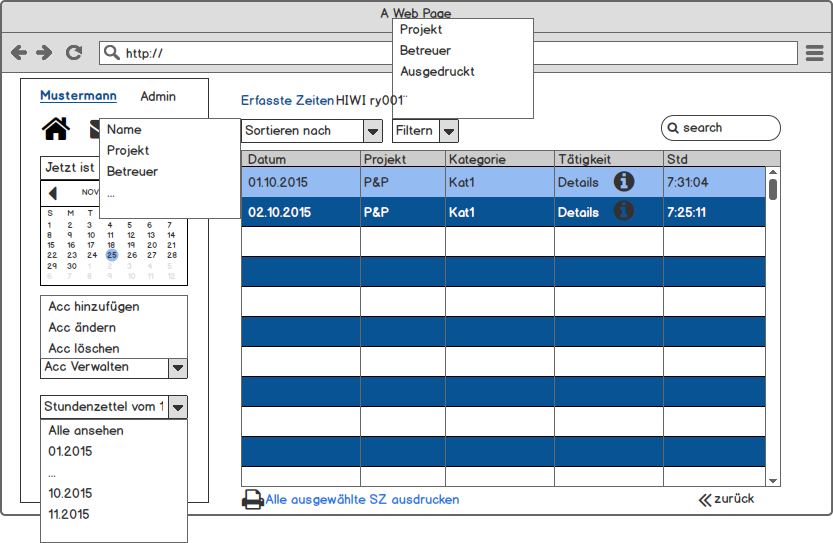 A Web Page
http://
Projekt
Betreuer
Ausgedruckt
Mustermann Admin
Erfasste Zeiten HIWI ry001
Sortieren nach
Filtern
search
Name
Projekt
Betreuer
...
Jetzt ist
NOV
S M T
1 2 3 4 5 6 7
8 9 10 11 12 13 14
15 16 17 18 19 20 21
22 23 24 25 26 27 28
29 30 1 2 3 4 5
6 7 8 9 10 11 12
Datum Projekt Kategorie Tätigkeit Std
01.10.2015 P&P Kat1 Details 7:31:04
02.10.2015 P&P Kat1 Details 7:25:11
Acc hinzufügen
Acc ändern
Acc löschen
Acc Verwalten
Stundenzettel vom 1
Alle ansehen
01.2015
...
10.2015
11.2015
Alle ausgewählte SZ ausdrucken
zurück